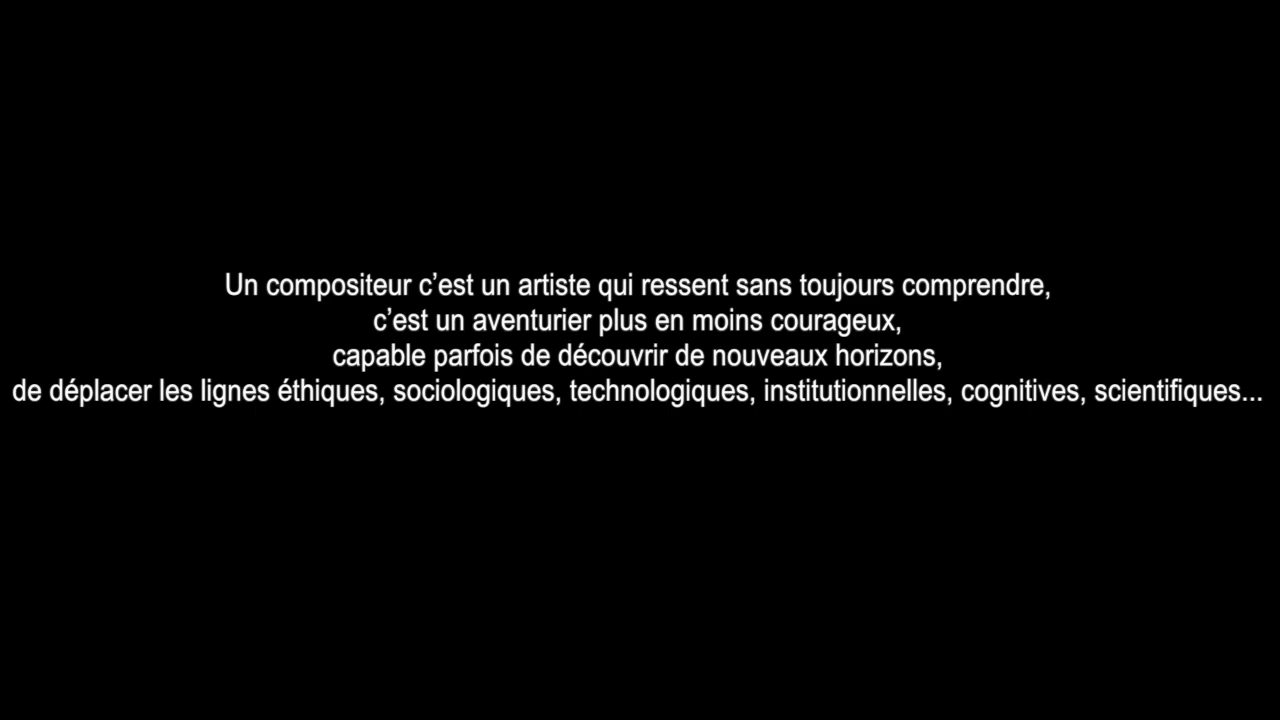 Un compositeur c’est un artiste qui ressent sans toujours comprendre,
c’est un aventurier plus en moins courageux,
capable parfois de découvrir de nouveaux horizons,
de déplacer les lignes éthiques, sociologiques, technologiques, institutionnelles, cognitives, scientifiques...